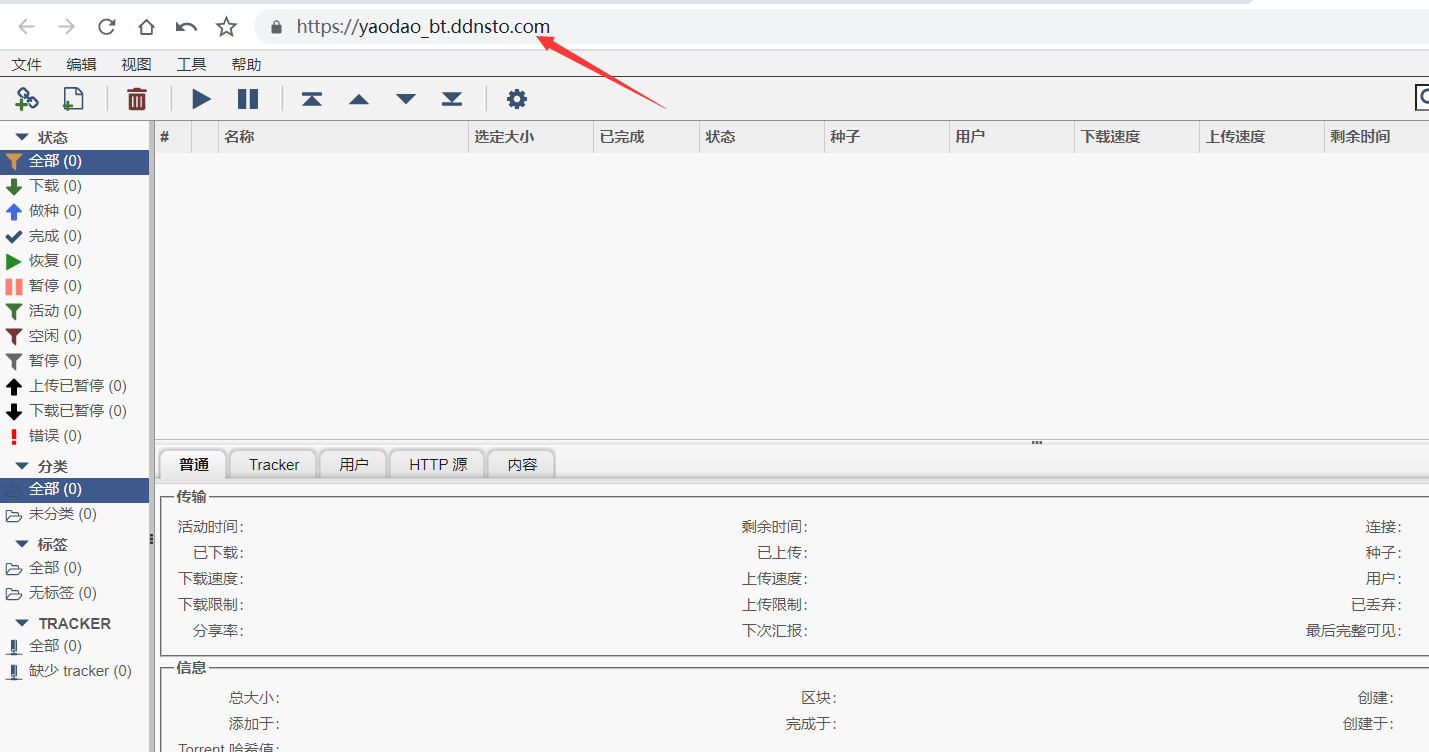 https://yaodao_bt.ddnsto.com
文件 编辑 视图 工具 帮助
# 名称 选定大小 已完成 状态 种子 用户 下载速度 上传速度 剩余时间
状态
全部 (0)
下载 (0)
做种 (0)
完成 (0)
恢复 (0)
暂停 (0)
活动 (0)
空闲 (0)
暂停 (0)
上传已暂停 (0)
下载已暂停 (0)
错误 (0)
分类
全部 (0)
未分类 (0)
标签
全部 (0)
无标签 (0)
TRACKER
全部 (0)
缺少 tracker (0)
普通 Tracker 用户 HTTP 源 内容
传输
活动时间: 剩余时间: 连接:
已下载: 已上传: 种子:
下载速度: 上传速度: 用户:
下载限制: 上传限制: 已丢弃:
分享率: 下次汇报: 最后完整可见:
信息
总大小: 区块: 创建:
添加于: 完成于: 创建于:
Torrent 哈希值: